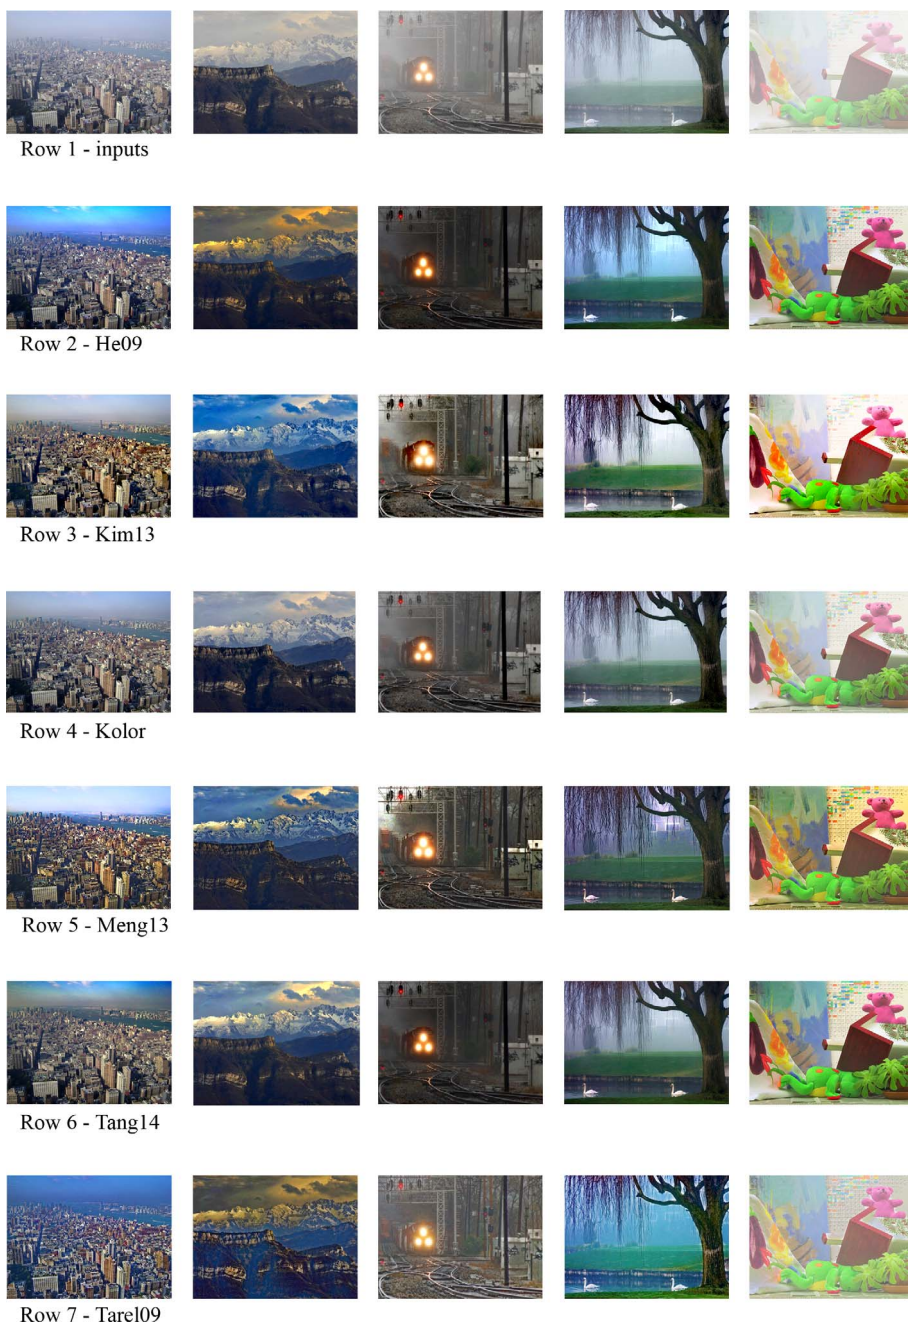 Row 1 - inputs
Row 2 - He09
Row 3 - Kim13
Row 4 - Kolor
Row 5 - Meng13
Row 6 - Tang14
Row 7 - Tarel09